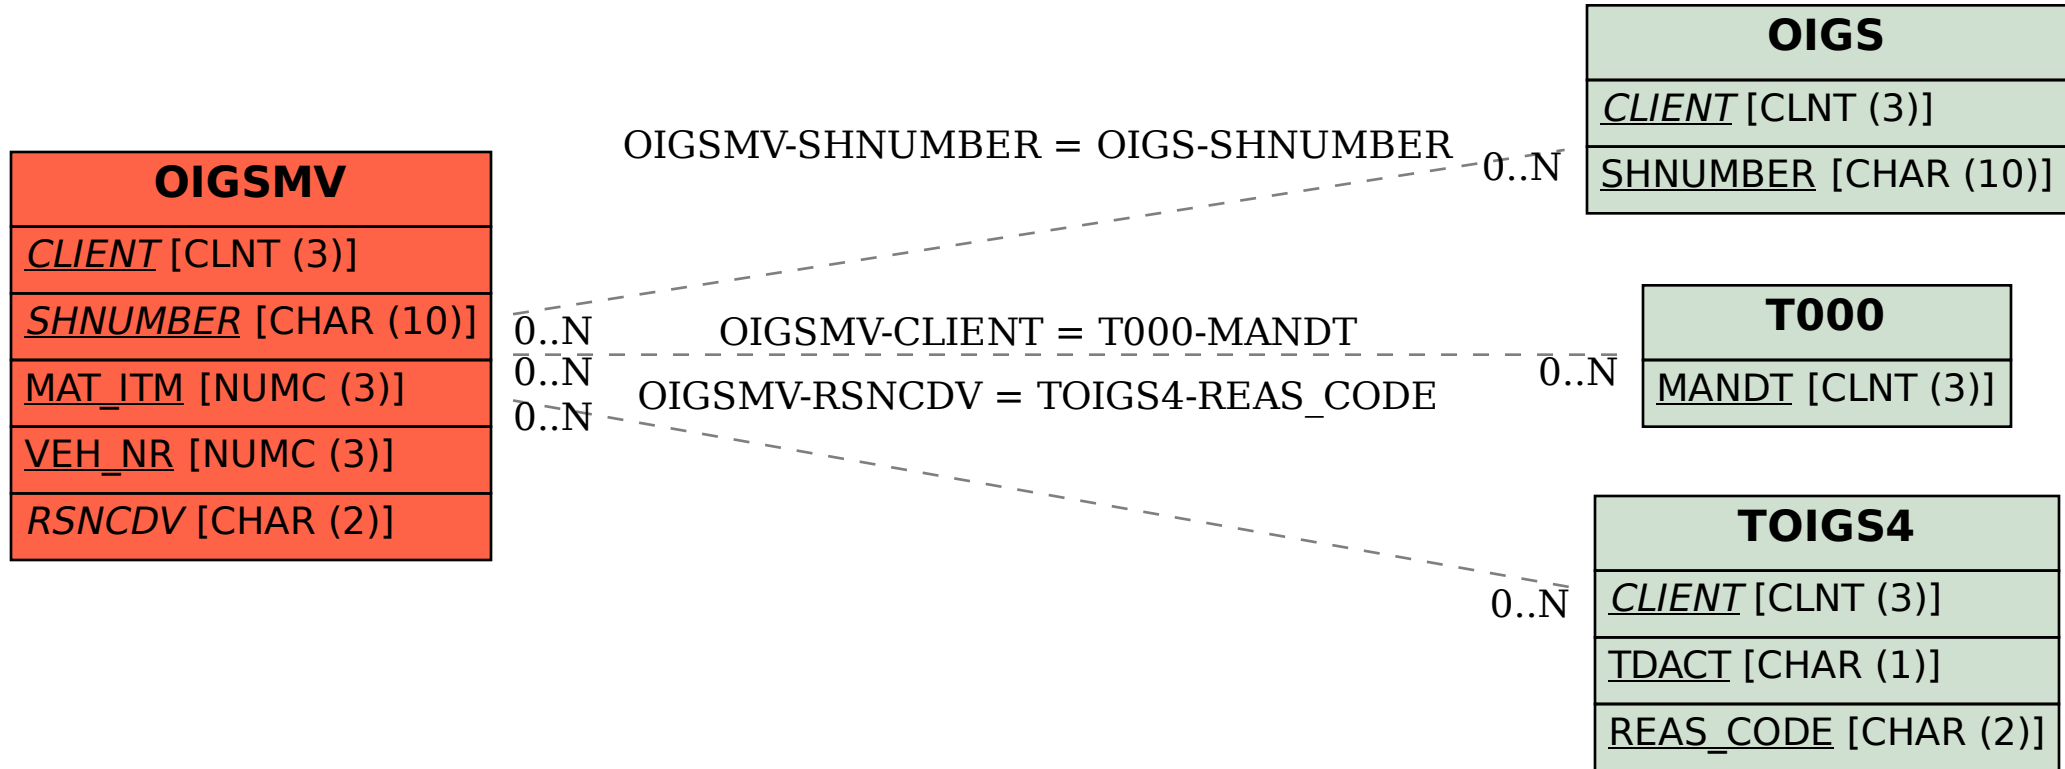 OIGSMV
CLIENT [CLNT (3)]
SHNUMBER [CHAR (10)]
MAT_ITM [NUMC (3)]
VEH_NR [NUMC (3)]
RSNCDV [CHAR (2)]
OIGSMV-SHNUMBER = OIGS-SHNUMBER
0..N
0..N
OIGSMV-CLIENT = T000-MANDT
0..N
0..N
OIGSMV-RSNCDV = TOIGS4-REAS_CODE
0..N
0..N
OIGS
CLIENT [CLNT (3)]
SHNUMBER [CHAR (10)]
T000
MANDT [CLNT (3)]
TOIGS4
CLIENT [CLNT (3)]
TDACT [CHAR (1)]
REAS_CODE [CHAR (2)]